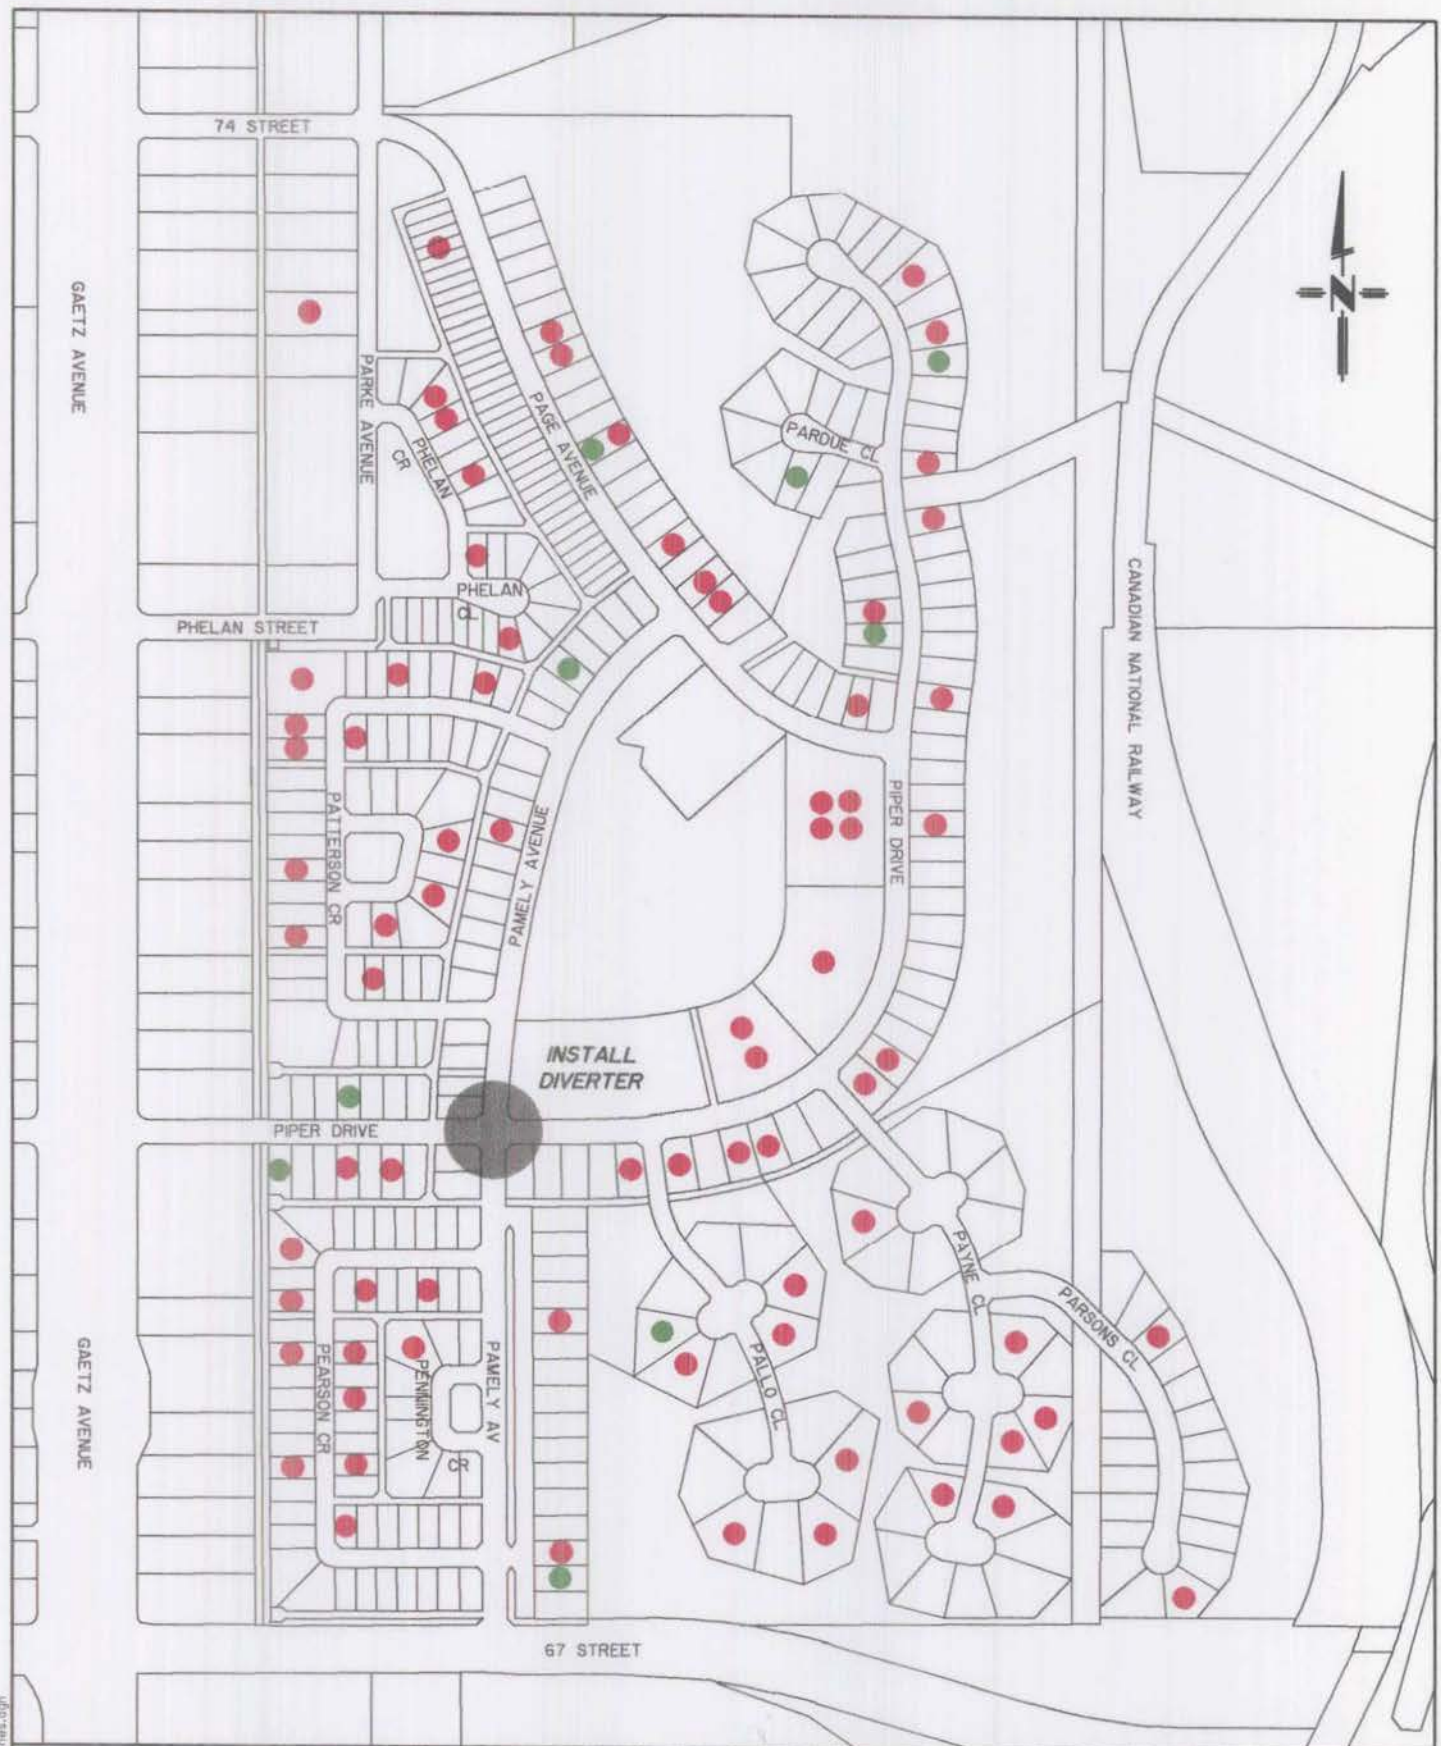 74 STREET
GAETZ AVENUE
PARKE AVENUE
PHELAN
CR
PAGE AVENUE
PARDUE CL
N
CANADIAN NATIONAL RAILWAY
PHELAN
CL
PHELAN STREET
PATTERSON CR
PAMELY AVENUE
PIPER DRIVE
INSTALL
DIVERTER
PIPER DRIVE
PAYNE CL
PARSONS CL
PALLO CL
PAMELY AV
PENNINGTON
CR
PEARSON CR
GAETZ AVENUE
67 STREET